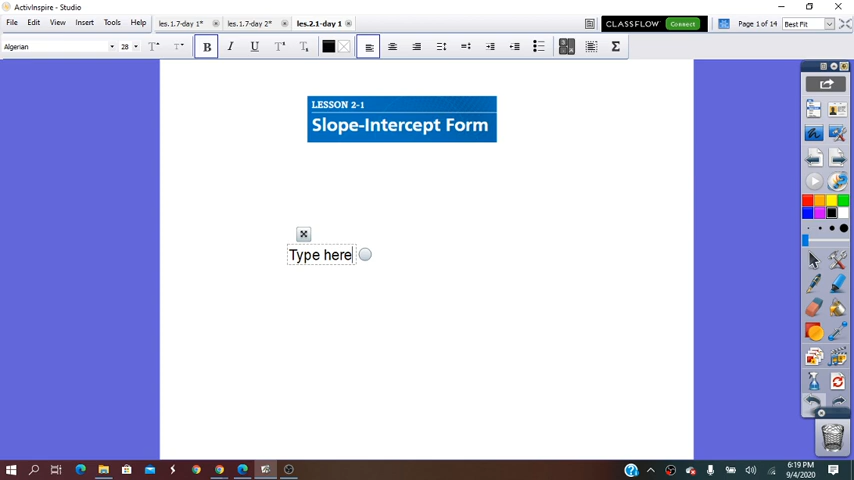 ActivInspire - Studio
File Edit View Insert Tools Help
les.1.7-day 1* les.1.7-day 2* les.2.1-day 1
CLASSFLOW Connect
Page 1 of 14 Best Fit
Algerian 28 B I U
LESSON 2-1
Slope-Intercept Form
Type here
6:19 PM
9/4/2020